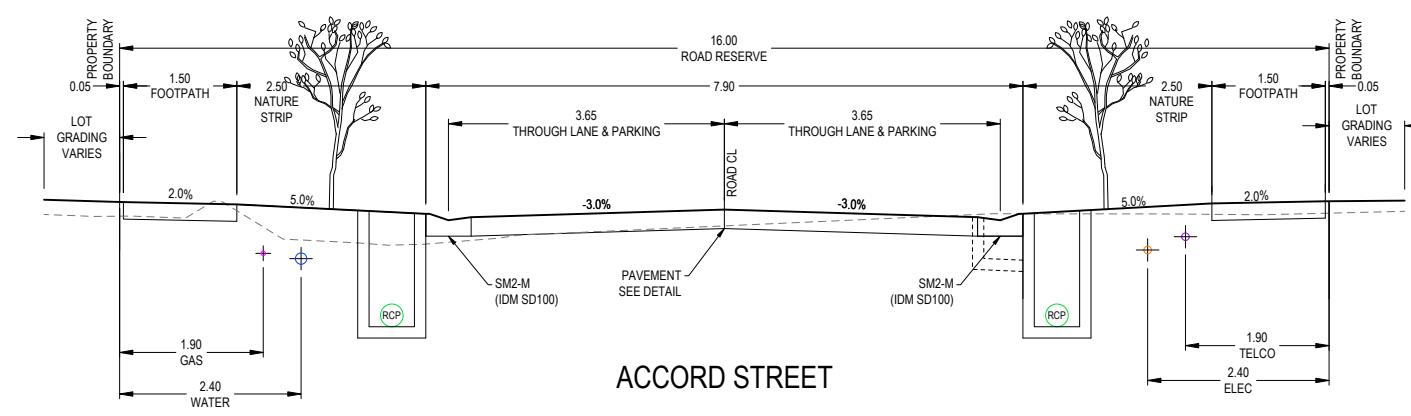 PROPERTY
BOUNDARY
16.00
ROAD RESERVE
PROPERTY
BOUNDARY
0.05
1.50
FOOTPATH
2.50
NATURE
STRIP
7.90
2.50
NATURE
STRIP
1.50
FOOTPATH
0.05
LOT
GRADING
VARIES
3.65
THROUGH LANE & PARKING
3.65
THROUGH LANE & PARKING
LOT
GRADING
VARIES
ROAD CL
2.0%
5.0%
-3.0%
-3.0%
5.0%
2.0%
SM2-M
(IDM SD100)
PAVEMENT
SEE DETAIL
SM2-M
(IDM SD100)
RCP
RCP
1.90
GAS
2.40
WATER
1.90
TELCO
2.40
ELEC
ACCORD STREET